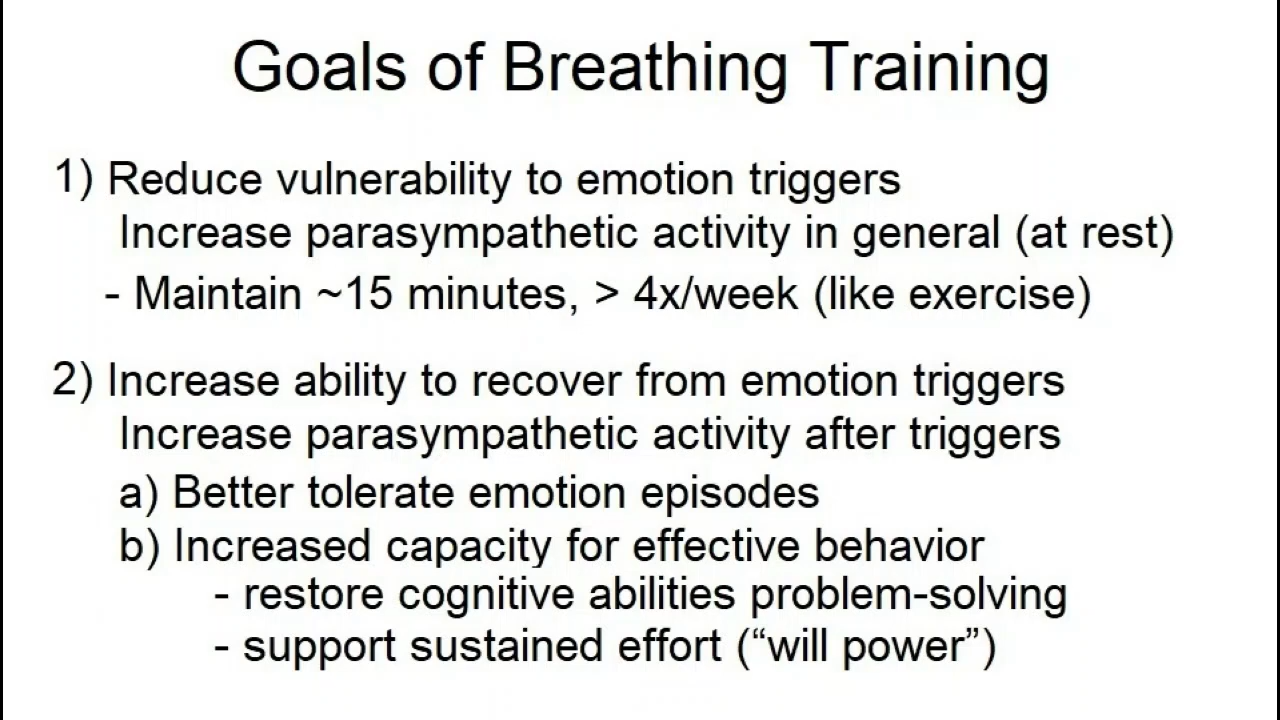 Goals of Breathing Training
1) Reduce vulnerability to emotion triggers
Increase parasympathetic activity in general (at rest)
- Maintain ~15 minutes, > 4x/week (like exercise)
2) Increase ability to recover from emotion triggers
Increase parasympathetic activity after triggers
a) Better tolerate emotion episodes
b) Increased capacity for effective behavior
- restore cognitive abilities problem-solving
- support sustained effort (“will power”)